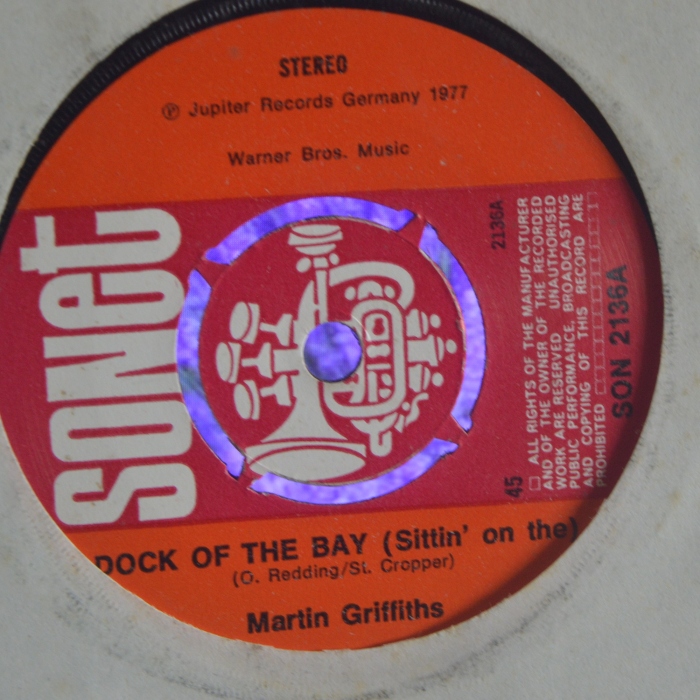 STEREO
℗ Jupiter Records Germany 1977
Warner Bros. Music
SONET
2136A
45
ALL RIGHTS OF THE MANUFACTURER
AND OF THE OWNER OF THE RECORDED
WORK ARE RESERVED UNAUTHORISED
PUBLIC PERFORMANCE, BROADCASTING
AND COPYING OF THIS RECORD ARE
PROHIBITED
SON 2136A
DOCK OF THE BAY (Sittin' on the)
(O. Redding/St. Cropper)
Martin Griffiths